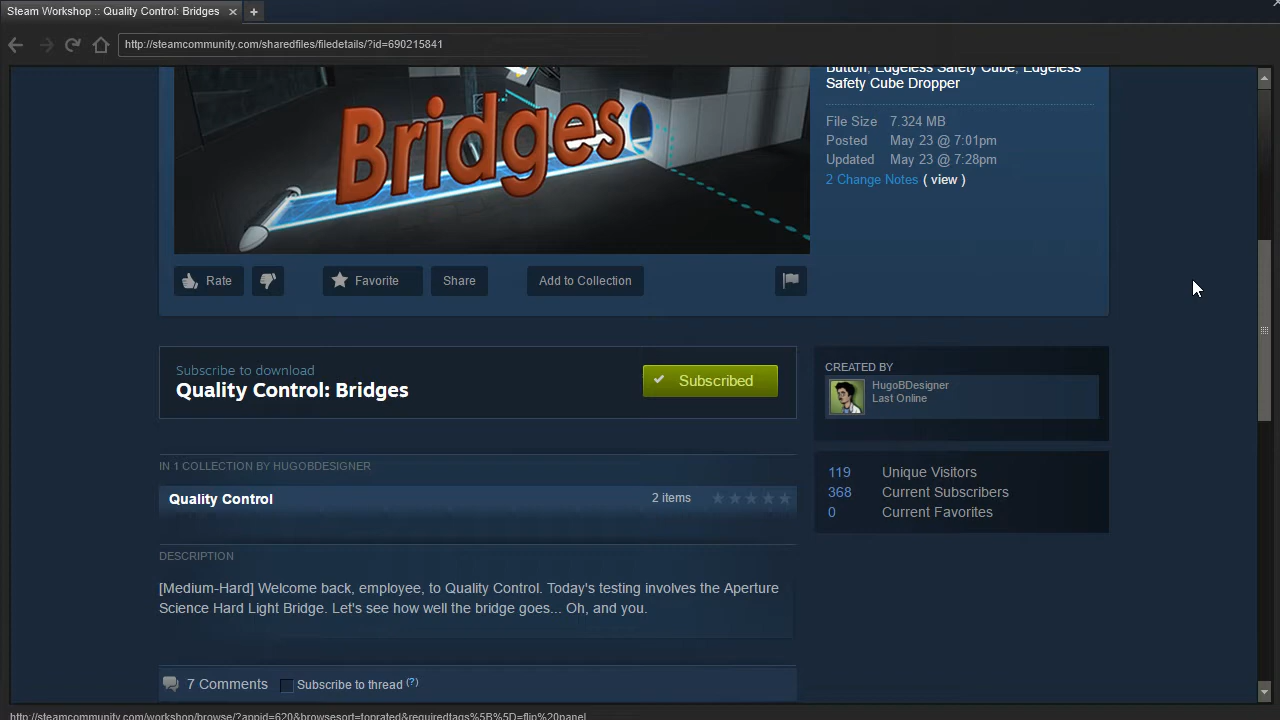 Steam Workshop :: Quality Control: Bridges
http://steamcommunity.com/sharedfiles/filedetails/?id=690215841
Button, Edgeless Safety Cube, Edgeless
Safety Cube Dropper
Bridges
File Size 7.324 MB
Posted May 23 @ 7:01pm
Updated May 23 @ 7:28pm
2 Change Notes ( view )
Rate
Favorite
Share
Add to Collection
Subscribe to download
Quality Control: Bridges
Subscribed
CREATED BY
HugoBDesigner
Last Online
IN 1 COLLECTION BY HUGOBDESIGNER
Quality Control 2 items
119 Unique Visitors
368 Current Subscribers
0 Current Favorites
DESCRIPTION
[Medium-Hard] Welcome back, employee, to Quality Control. Today's testing involves the Aperture
Science Hard Light Bridge. Let's see how well the bridge goes... Oh, and you.
7 Comments Subscribe to thread (?)
http://steamcommunity.com/workshop/browse/?appid=620&browsesort=toprated&requiredtags%5B%5D=flip%20panel